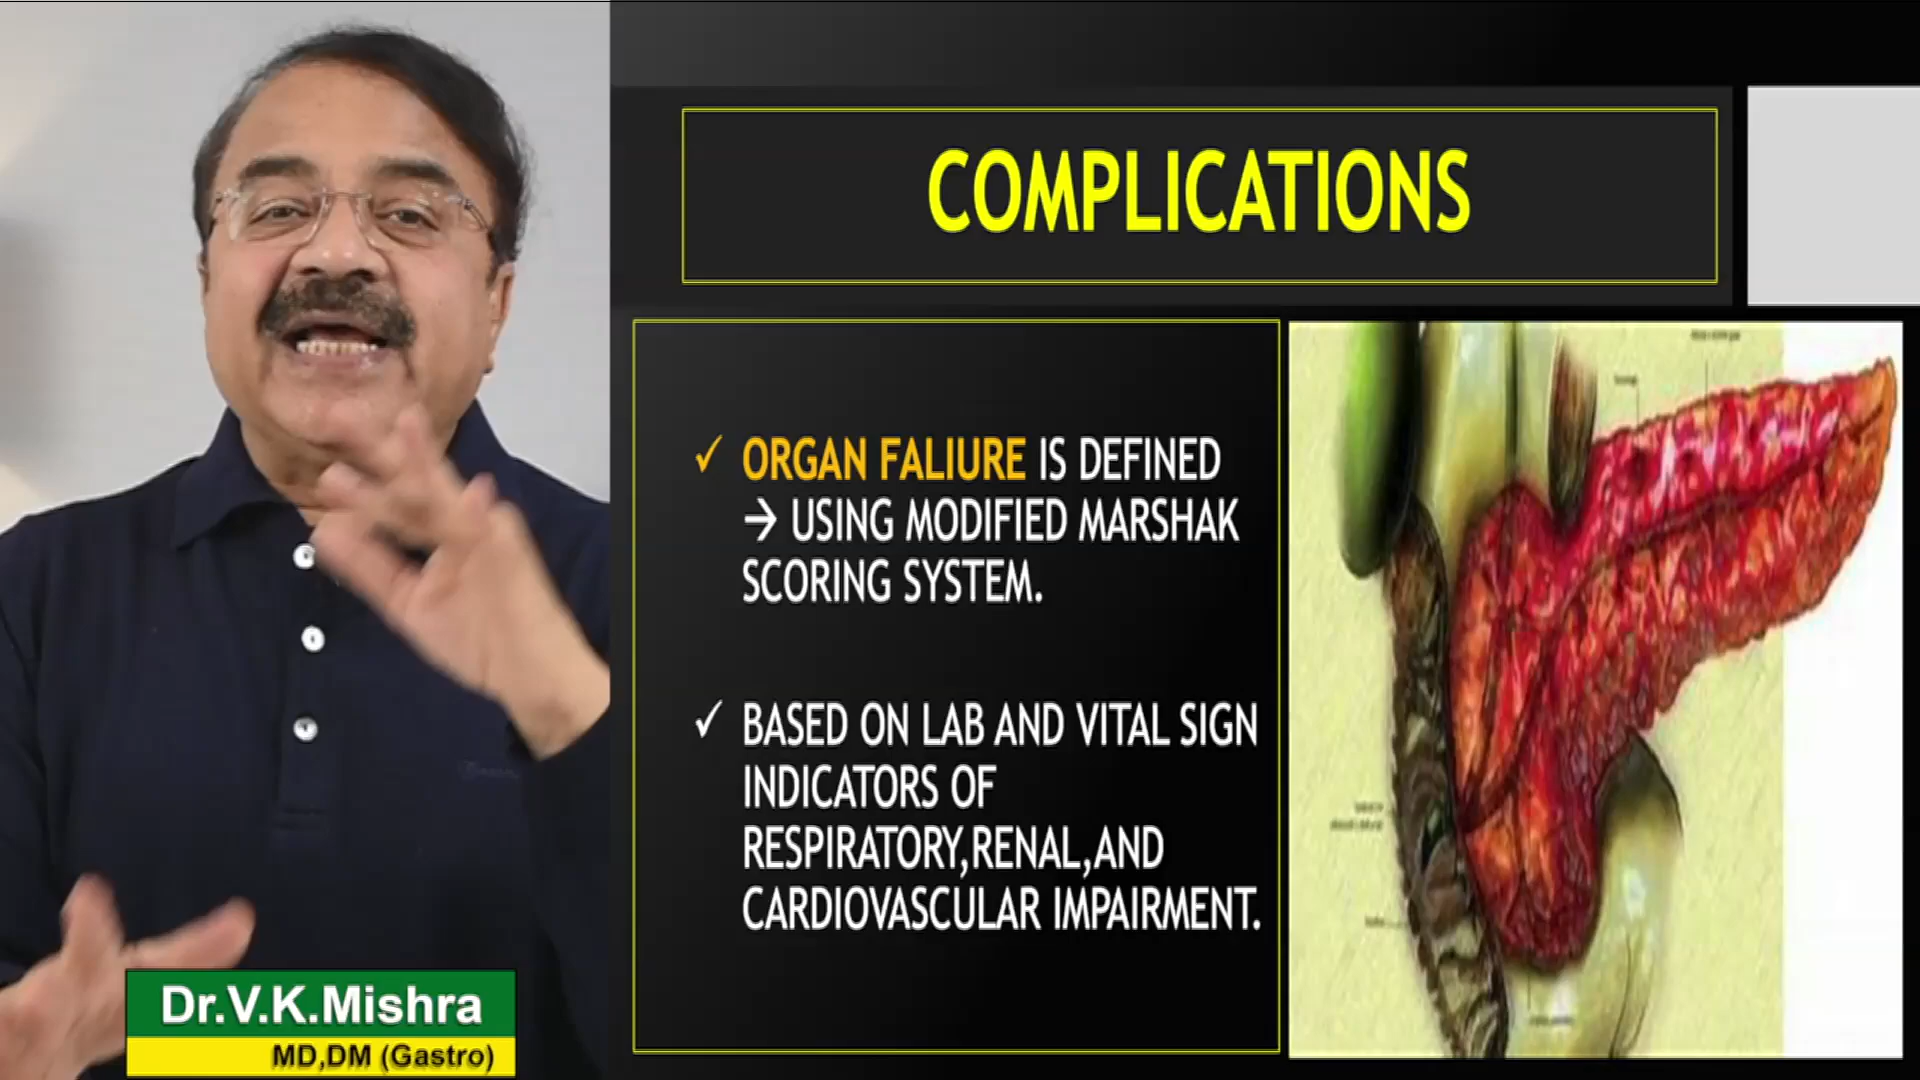 COMPLICATIONS
✓ ORGAN FALIURE IS DEFINED
→ USING MODIFIED MARSHAK
SCORING SYSTEM.
✓ BASED ON LAB AND VITAL SIGN
INDICATORS OF
RESPIRATORY,RENAL,AND
CARDIOVASCULAR IMPAIRMENT.
Dr.V.K.Mishra
MD,DM (Gastro)